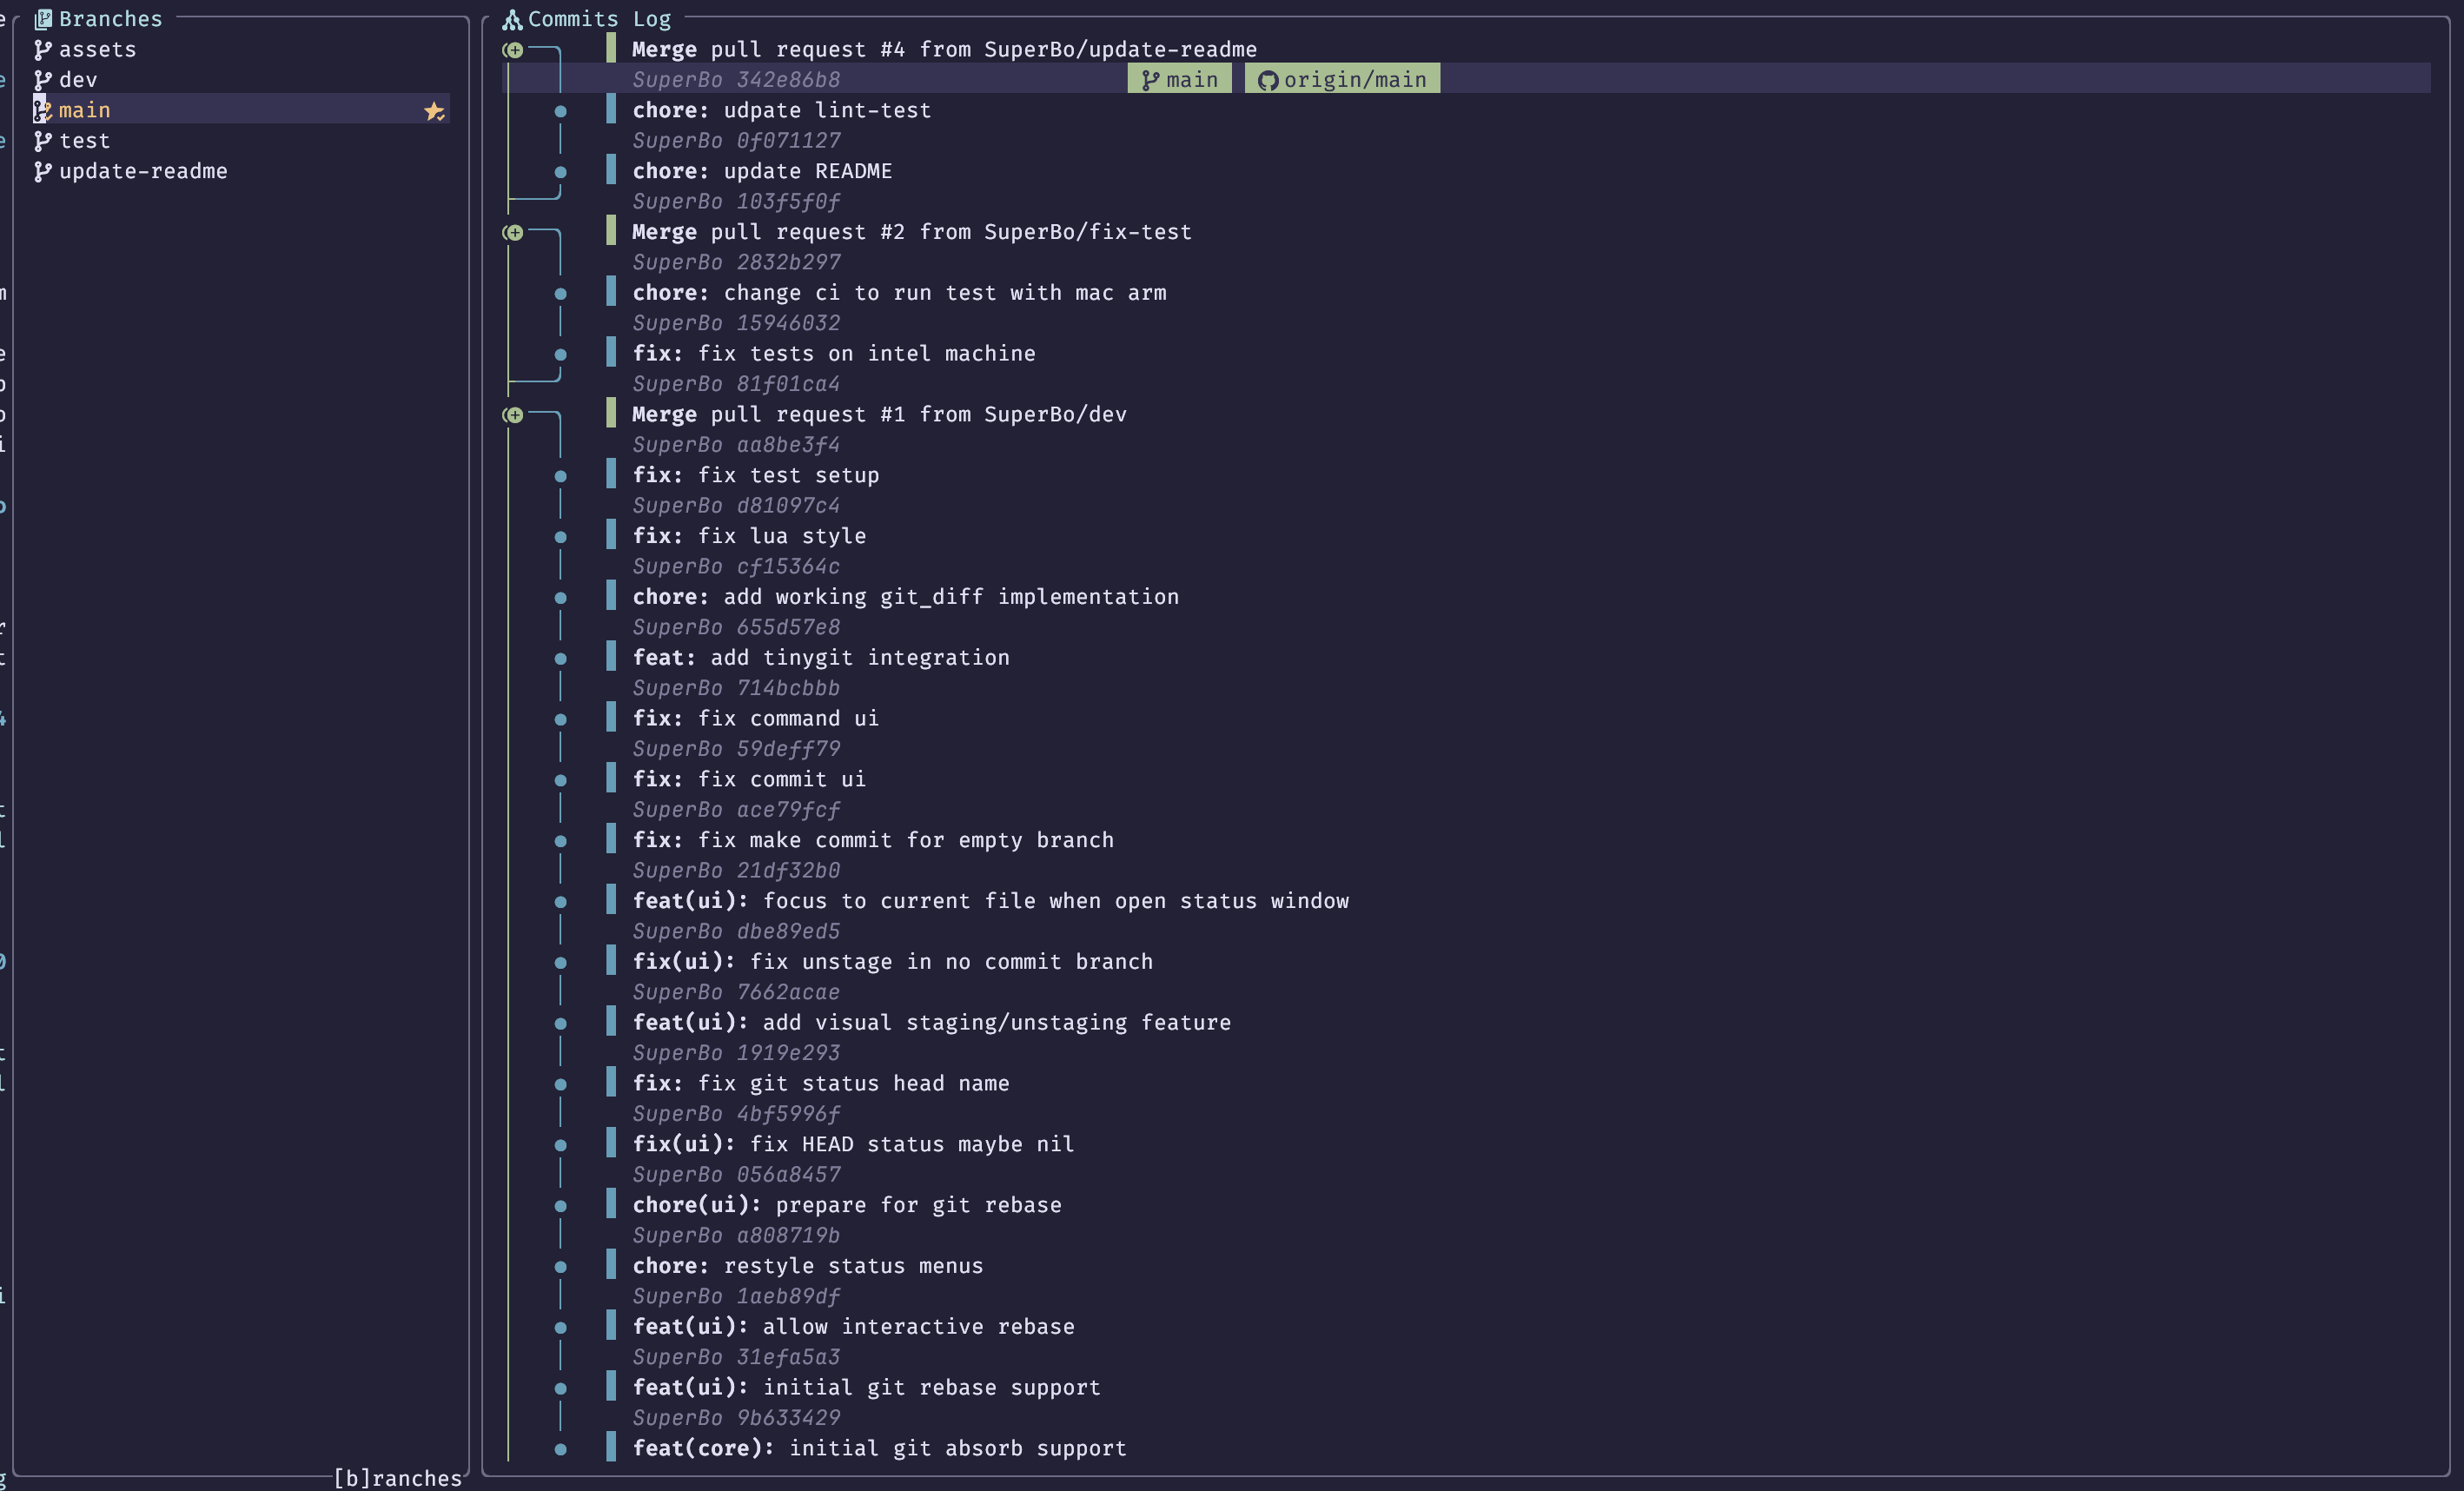 Branches
assets
dev
main
test
update-readme
[b]ranches
Commits Log
Merge pull request #4 from SuperBo/update-readme
SuperBo 342e86b8 main origin/main
chore: udpate lint-test
SuperBo 0f071127
chore: update README
SuperBo 103f5f0f
Merge pull request #2 from SuperBo/fix-test
SuperBo 2832b297
chore: change ci to run test with mac arm
SuperBo 15946032
fix: fix tests on intel machine
SuperBo 81f01ca4
Merge pull request #1 from SuperBo/dev
SuperBo aa8be3f4
fix: fix test setup
SuperBo d81097c4
fix: fix lua style
SuperBo cf15364c
chore: add working git_diff implementation
SuperBo 655d57e8
feat: add tinygit integration
SuperBo 714bcbbb
fix: fix command ui
SuperBo 59deff79
fix: fix commit ui
SuperBo ace79fcf
fix: fix make commit for empty branch
SuperBo 21df32b0
feat(ui): focus to current file when open status window
SuperBo dbe89ed5
fix(ui): fix unstage in no commit branch
SuperBo 7662acae
feat(ui): add visual staging/unstaging feature
SuperBo 1919e293
fix: fix git status head name
SuperBo 4bf5996f
fix(ui): fix HEAD status maybe nil
SuperBo 056a8457
chore(ui): prepare for git rebase
SuperBo a808719b
chore: restyle status menus
SuperBo 1aeb89df
feat(ui): allow interactive rebase
SuperBo 31efa5a3
feat(ui): initial git rebase support
SuperBo 9b633429
feat(core): initial git absorb support